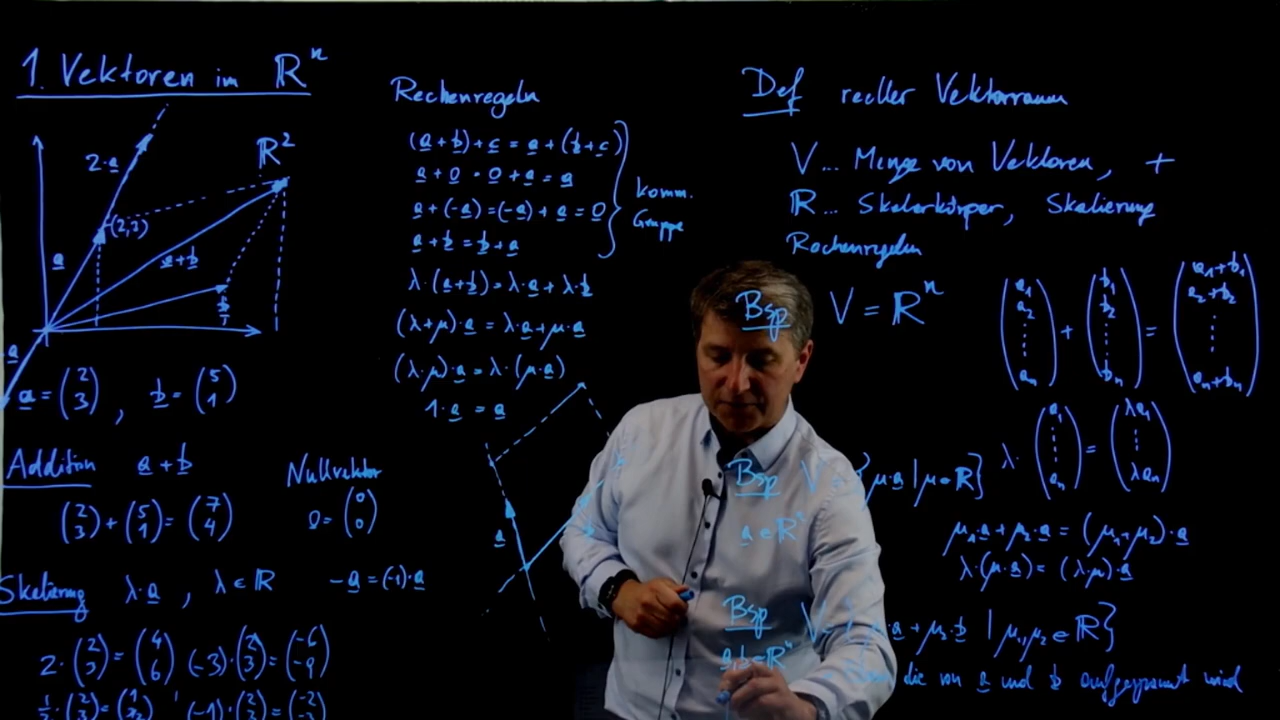 1. Vektoren im ℝⁿ
ℝ²
2·a
(2,3)
a
a+b
b
a = (2 3), b = (5 1)
Addition a + b
(2 3) + (5 1) = (7 4)
Nullvektor
0 = (0 0)
Skalierung λ·a, λ ∈ ℝ
-a = (-1)·a
2·(2 3) = (4 6) (-3)·(2 3) = (-6 -9)
Rechenregeln
(a+b)+c = a+(b+c)
a+0 = 0+a = a
a+(-a) = (-a)+a = 0
a+b = b+a
komm.
Gruppe
λ·(a+b) = λ·a + λ·b
(λ+μ)·a = λ·a + μ·a
(λ·μ)·a = λ·(μ·a)
1·a = a
a
Def reeller Vektorraum
V... Menge von Vektoren, +
ℝ... Skalarkörper, Skalierung
Rechenregeln
Bsp V = ℝⁿ
(a₁ a₂ ⋮ aₙ) + (b₁ b₂ ⋮ bₙ) = (a₁+b₁ a₂+b₂ ⋮ aₙ+bₙ)
λ·(a₁ ⋮ aₙ) = (λa₁ ⋮ λaₙ)
Bsp V = {μ·a | μ∈ℝ}
a∈ℝⁿ
μ₁·a + μ₂·a = (μ₁+μ₂)·a
λ·(μ·a) = (λ·μ)·a
Bsp V
a + μ₂·b | μ₁,μ₂∈ℝ}
a,b∈ℝⁿ
die von a und b aufgespannt wird